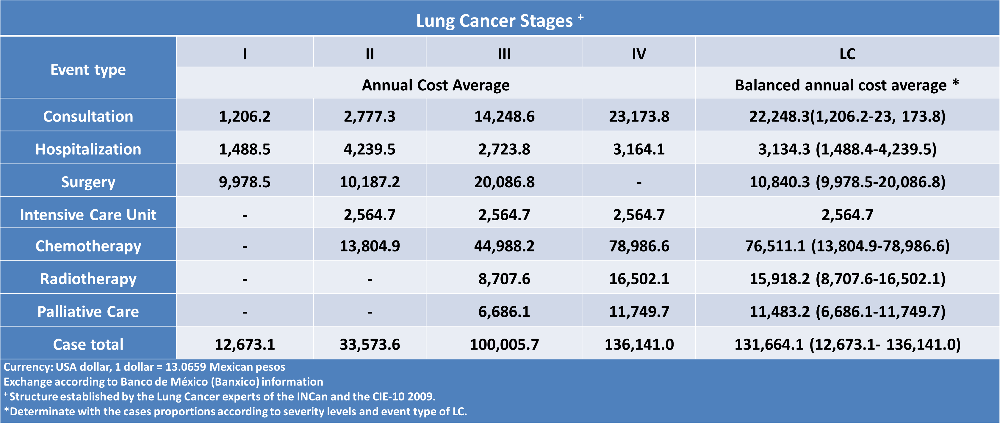 Lung Cancer Stages +
Event type I II III IV LC
Annual Cost Average Balanced annual cost average *
Consultation 1,206.2 2,777.3 14,248.6 23,173.8 22,248.3(1,206.2-23, 173.8)
Hospitalization 1,488.5 4,239.5 2,723.8 3,164.1 3,134.3 (1,488.4-4,239.5)
Surgery 9,978.5 10,187.2 20,086.8 - 10,840.3 (9,978.5-20,086.8)
Intensive Care Unit - 2,564.7 2,564.7 2,564.7 2,564.7
Chemotherapy - 13,804.9 44,988.2 78,986.6 76,511.1 (13,804.9-78,986.6)
Radiotherapy - - 8,707.6 16,502.1 15,918.2 (8,707.6-16,502.1)
Palliative Care - - 6,686.1 11,749.7 11,483.2 (6,686.1-11,749.7)
Case total 12,673.1 33,573.6 100,005.7 136,141.0 131,664.1 (12,673.1- 136,141.0)
Currency: USA dollar, 1 dollar = 13.0659 Mexican pesos
Exchange according to Banco de México (Banxico) information
+ Structure established by the Lung Cancer experts of the INCan and the CIE-10 2009.
*Determinate with the cases proportions according to severity levels and event type of LC.